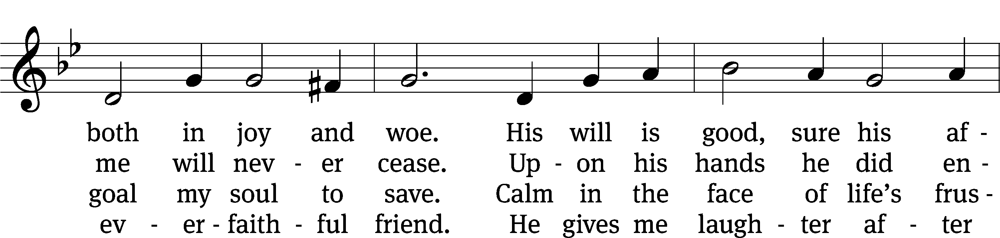 both in joy and woe. His will is good, sure his af -
me will nev - er cease. Up - on his hands he did en -
goal my soul to save. Calm in the face of life’s frus -
ev - er - faith - ful friend. He gives me laugh - ter af - ter